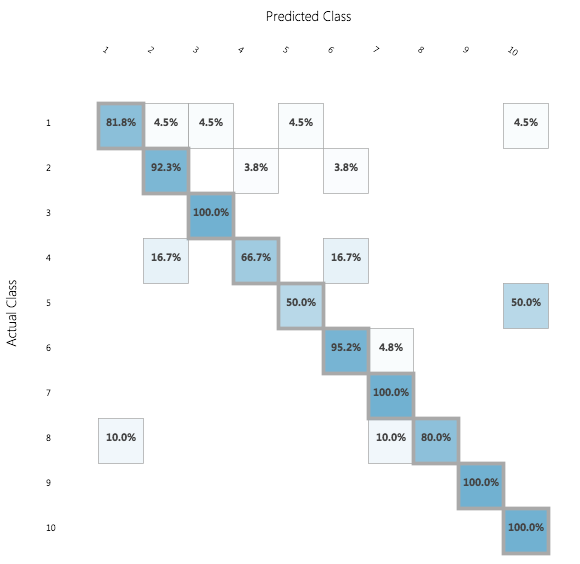 Predicted Class
1 2 3 4 5 6 7 8 9 10
1 81.8% 4.5% 4.5% 4.5% 4.5%
2 92.3% 3.8% 3.8%
3 100.0%
4 16.7% 66.7% 16.7%
Actual Class
5 50.0% 50.0%
6 95.2% 4.8%
7 100.0%
8 10.0% 10.0% 80.0%
9 100.0%
10 100.0%